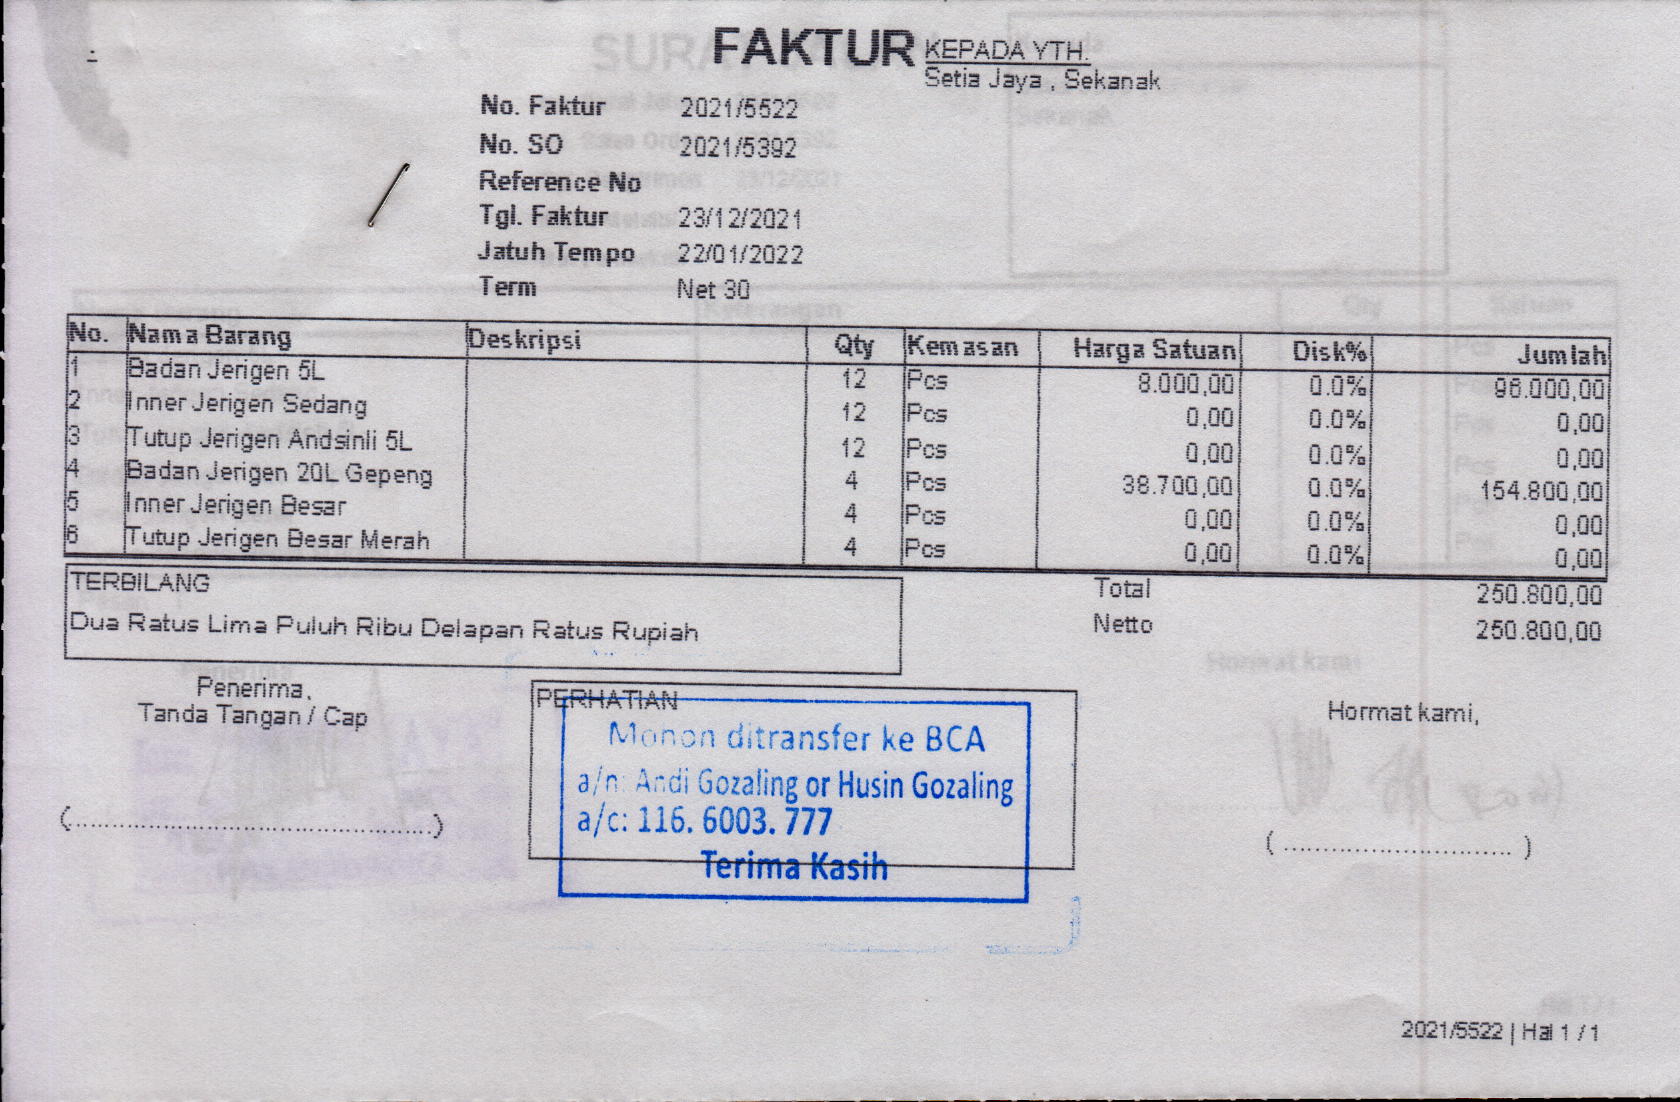 FAKTUR
KEPADA YTH.
Setia Jaya , Sekanak
No. Faktur 2021/5522
No. SO 2021/5392
Reference No
Tgl. Faktur 23/12/2021
Jatuh Tempo 22/01/2022
Term Net 30
No. Nama Barang Deskripsi Qty Kemasan Harga Satuan Disk% Jumlah
1 Badan Jerigen 5L 12 Pcs 8.000,00 0.0% 96.000,00
2 Inner Jerigen Sedang 12 Pcs 0,00 0.0% 0,00
3 Tutup Jerigen Andsinli 5L 12 Pcs 0,00 0.0% 0,00
4 Badan Jerigen 20L Gepeng 4 Pcs 38.700,00 0.0% 154.800,00
5 Inner Jerigen Besar 4 Pcs 0,00 0.0% 0,00
6 Tutup Jerigen Besar Merah 4 Pcs 0,00 0.0% 0,00
TERBILANG
Dua Ratus Lima Puluh Ribu Delapan Ratus Rupiah
Total 250.800,00
Netto 250.800,00
Penerima,
Tanda Tangan / Cap
(............................................)
PERHATIAN
Mohon ditransfer ke BCA
a/n: Andi Gozaling or Husin Gozaling
a/c: 116. 6003. 777
Terima Kasih
Hormat kami,
(............................)
2021/5522 | Hal 1 / 1